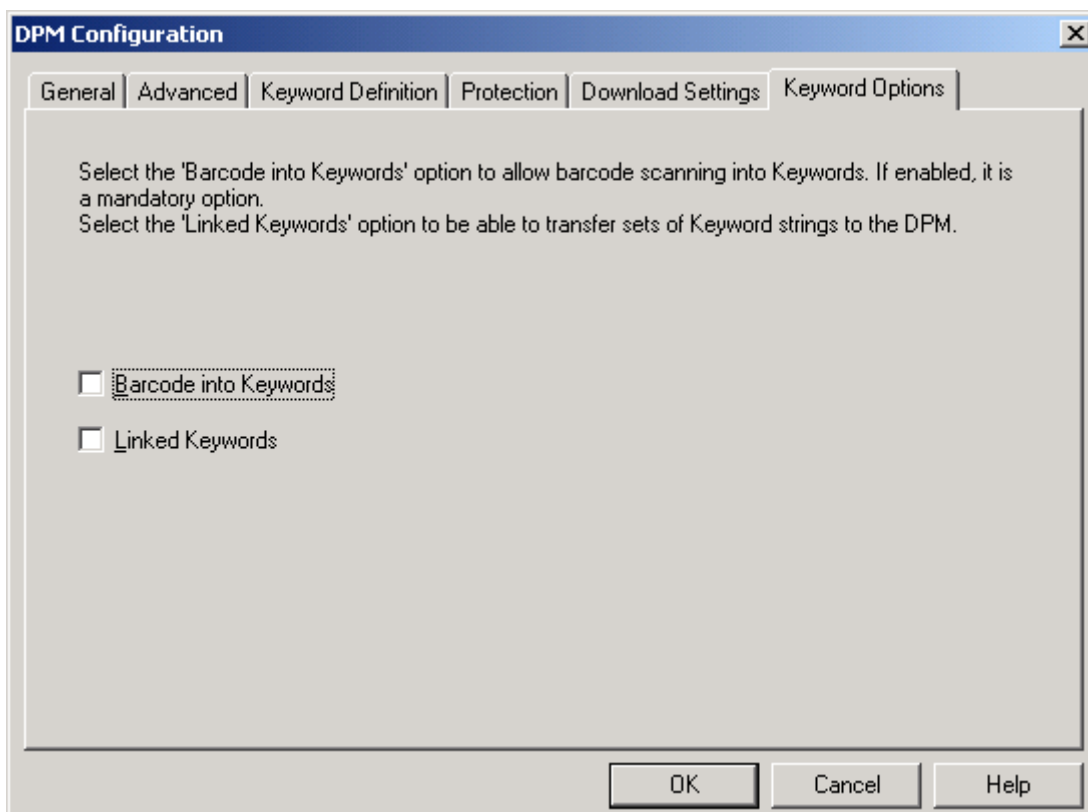 DPM Configuration
General Advanced Keyword Definition Protection Download Settings Keyword Options
Select the 'Barcode into Keywords' option to allow barcode scanning into Keywords. If enabled, it is
a mandatory option.
Select the 'Linked Keywords' option to be able to transfer sets of Keyword strings to the DPM.
Barcode into Keywords
Linked Keywords
OK Cancel Help